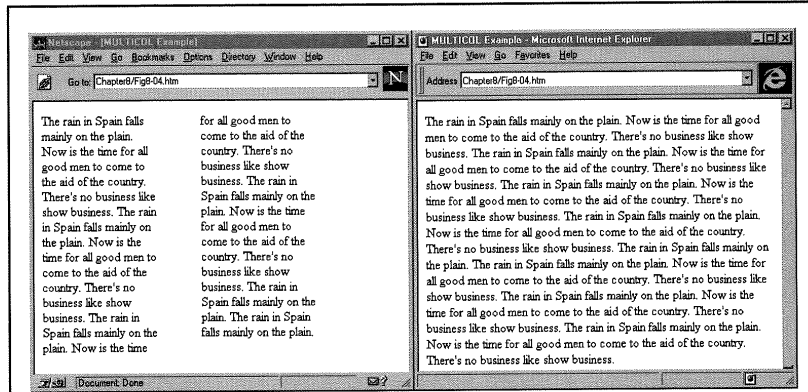 Netscape - [MULTICOL Example]
File Edit View Go Bookmarks Options Directory Window Help
Go to: Chapter8/Fig8-04.htm
N
The rain in Spain falls
mainly on the plain.
Now is the time for all
good men to come to
the aid of the country.
There's no business like
show business. The rain
in Spain falls mainly on
the plain. Now is the
time for all good men to
come to the aid of the
country. There's no
business like show
business. The rain in
Spain falls mainly on the
plain. Now is the time
for all good men to
come to the aid of the
country. There's no
business like show
business. The rain in
Spain falls mainly on the
plain. Now is the time
for all good men to
come to the aid of the
country. There's no
business like show
business. The rain in
Spain falls mainly on the
plain. The rain in Spain
falls mainly on the plain.
Document: Done
MULTICOL Example - Microsoft Internet Explorer
File Edit View Go Favorites Help
Address Chapter8/Fig8-04.htm
The rain in Spain falls mainly on the plain. Now is the time for all good
men to come to the aid of the country. There's no business like show
business. The rain in Spain falls mainly on the plain. Now is the time for
all good men to come to the aid of the country. There's no business like
show business. The rain in Spain falls mainly on the plain. Now is the
time for all good men to come to the aid of the country. There's no
business like show business. The rain in Spain falls mainly on the plain.
Now is the time for all good men to come to the aid of the country.
There's no business like show business. The rain in Spain falls mainly on
the plain. The rain in Spain falls mainly on the plain. Now is the time for
all good men to come to the aid of the country. There's no business like
show business. The rain in Spain falls mainly on the plain. Now is the
time for all good men to come to the aid of the country. There's no
business like show business. The rain in Spain falls mainly on the plain.
Now is the time for all good men to come to the aid of the country.
There's no business like show business.